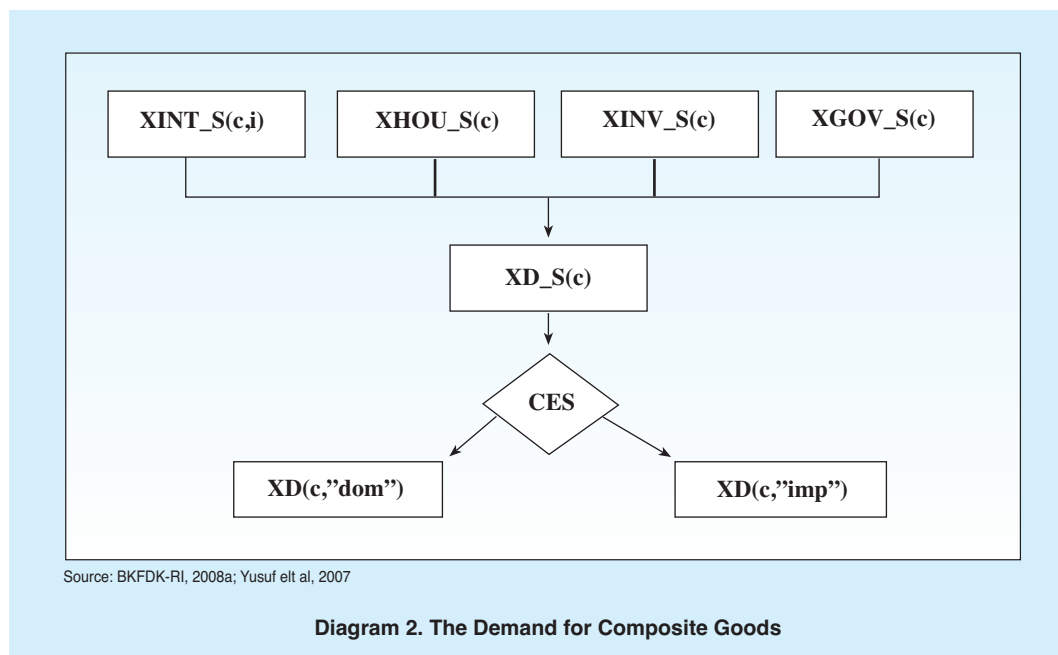 XINT_S(c,i)
XHOU_S(c)
XINV_S(c)
XGOV_S(c)
XD_S(c)
CES
XD(c,”dom”)
XD(c,”imp”)
Source: BKFDK-RI, 2008a; Yusuf elt al, 2007
Diagram 2. The Demand for Composite Goods